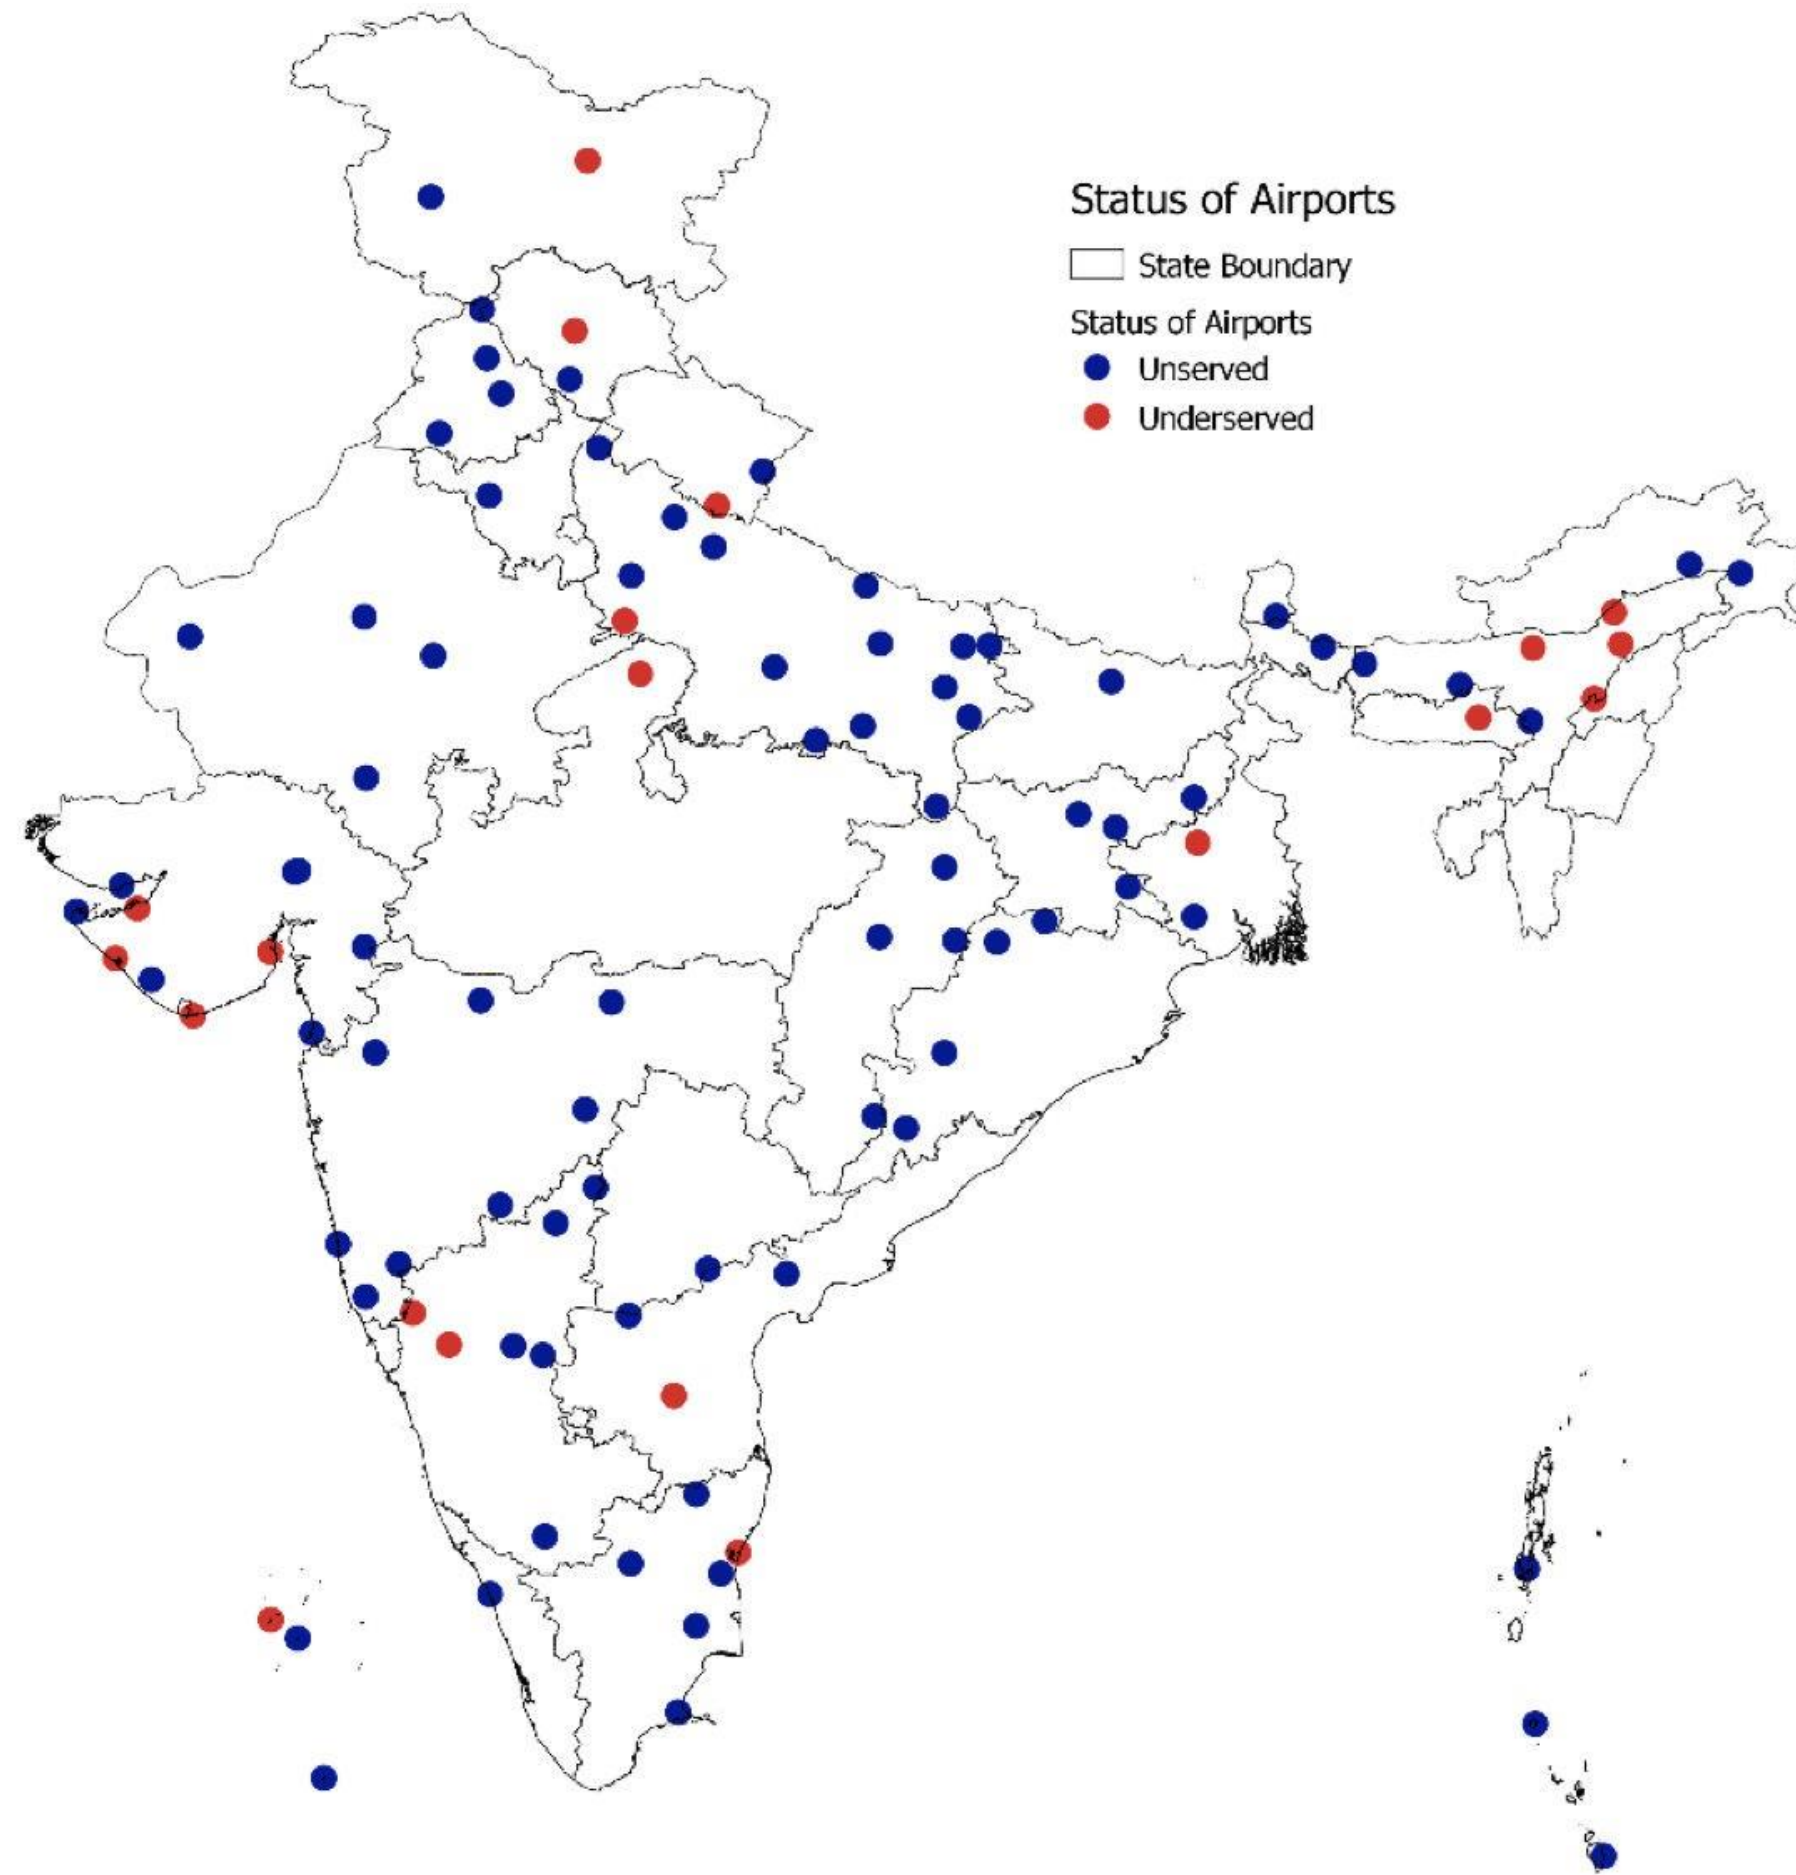 Status of Airports
State Boundary
Status of Airports
Unserved
Underserved